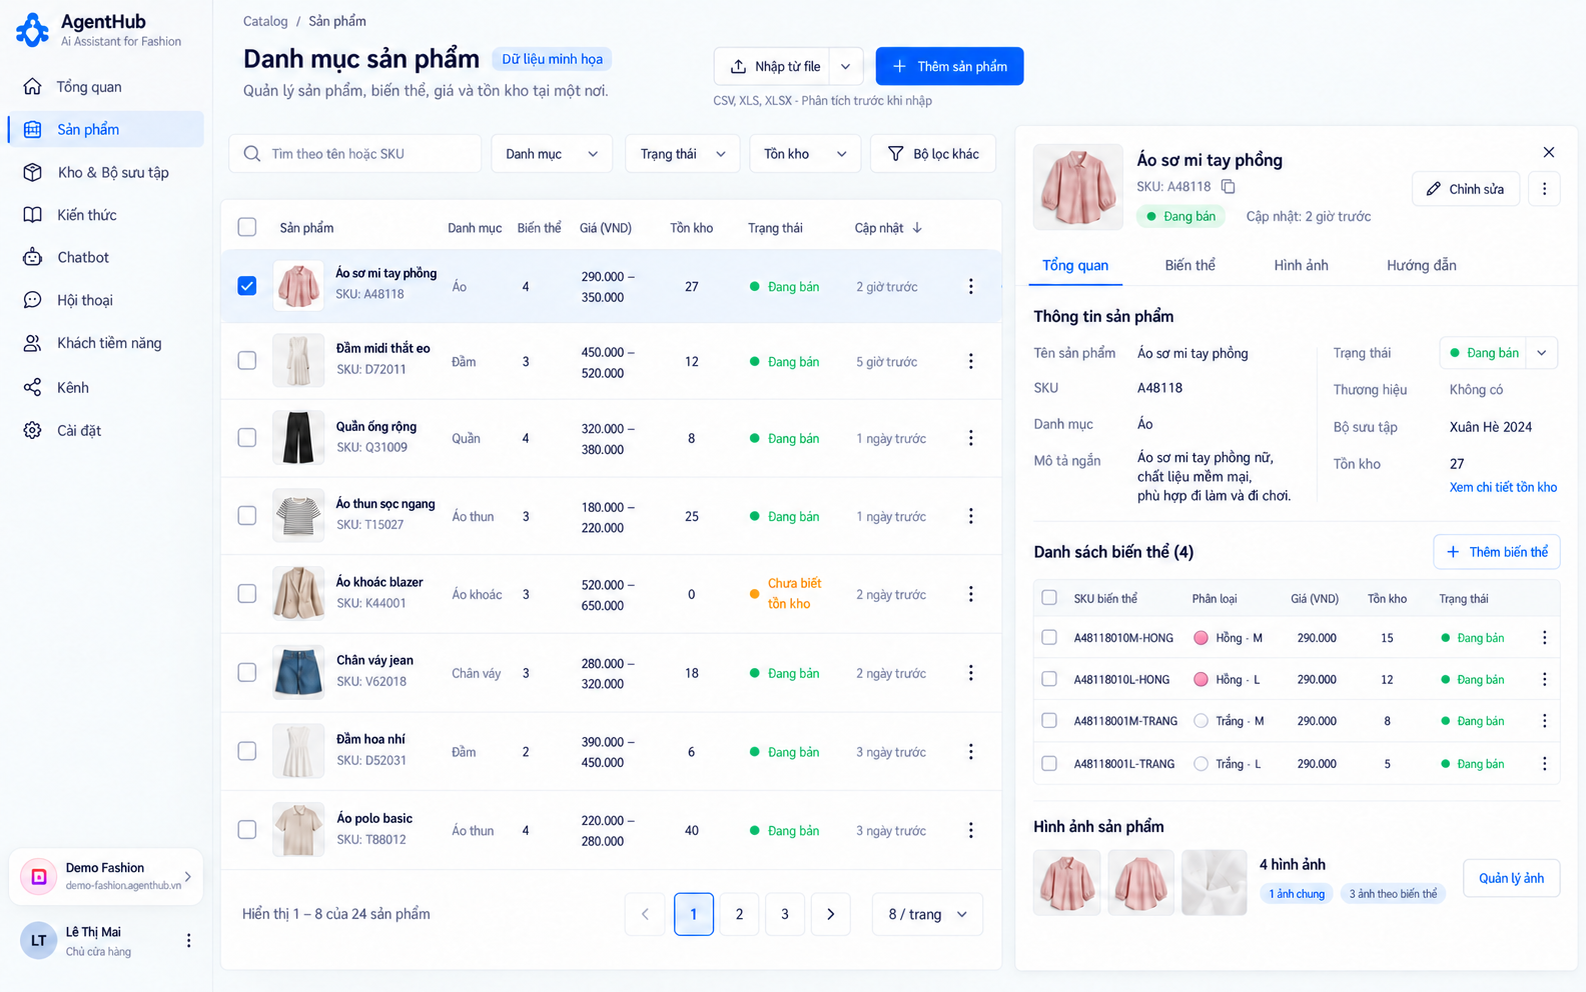 AgentHub
Ai Assistant for Fashion
Tổng quan
Sản phẩm
Kho & Bộ sưu tập
Kiến thức
Chatbot
Hội thoại
Khách tiềm năng
Kênh
Cài đặt
Demo Fashion
demo-fashion.agenthub.vn
LT
Lê Thị Mai
Chủ cửa hàng
Catalog / Sản phẩm
Danh mục sản phẩm
Dữ liệu minh họa
Quản lý sản phẩm, biến thể, giá và tồn kho tại một nơi.
Nhập từ file
Thêm sản phẩm
CSV, XLS, XLSX - Phân tích trước khi nhập
Tìm theo tên hoặc SKU
Danh mục
Trạng thái
Tồn kho
Bộ lọc khác
Sản phẩm Danh mục Biến thể Giá (VND) Tồn kho Trạng thái Cập nhật ↓
Áo sơ mi tay phồng
SKU: A48118
Áo
4
290.000 –
350.000
27
Đang bán
2 giờ trước
Đầm midi thắt eo
SKU: D72011
Đầm
3
450.000 –
520.000
12
Đang bán
5 giờ trước
Quần ống rộng
SKU: Q31009
Quần
4
320.000 –
380.000
8
Đang bán
1 ngày trước
Áo thun sọc ngang
SKU: T15027
Áo thun
3
180.000 –
220.000
25
Đang bán
1 ngày trước
Áo khoác blazer
SKU: K44001
Áo khoác
3
520.000 –
650.000
0
Chưa biết
tồn kho
2 ngày trước
Chân váy jean
SKU: V62018
Chân váy
3
280.000 –
320.000
18
Đang bán
2 ngày trước
Đầm hoa nhí
SKU: D52031
Đầm
2
390.000 –
450.000
6
Đang bán
3 ngày trước
Áo polo basic
SKU: T88012
Áo thun
4
220.000 –
280.000
40
Đang bán
3 ngày trước
Hiển thị 1 – 8 của 24 sản phẩm
1 2 3
8 / trang
Áo sơ mi tay phồng
SKU: A48118
Đang bán
Cập nhật: 2 giờ trước
Chỉnh sửa
Tổng quan Biến thể Hình ảnh Hướng dẫn
Thông tin sản phẩm
Tên sản phẩm Áo sơ mi tay phồng
SKU A48118
Danh mục Áo
Mô tả ngắn Áo sơ mi tay phồng nữ,
chất liệu mềm mại,
phù hợp đi làm và đi chơi.
Trạng thái Đang bán
Thương hiệu Không có
Bộ sưu tập Xuân Hè 2024
Tồn kho 27
Xem chi tiết tồn kho
Danh sách biến thể (4)
Thêm biến thể
SKU biến thể Phân loại Giá (VND) Tồn kho Trạng thái
A48118010M-HONG Hồng - M 290.000 15 Đang bán
A48118010L-HONG Hồng - L 290.000 12 Đang bán
A48118001M-TRANG Trắng - M 290.000 8 Đang bán
A48118001L-TRANG Trắng - L 290.000 5 Đang bán
Hình ảnh sản phẩm
4 hình ảnh
1 ảnh chung
3 ảnh theo biến thể
Quản lý ảnh